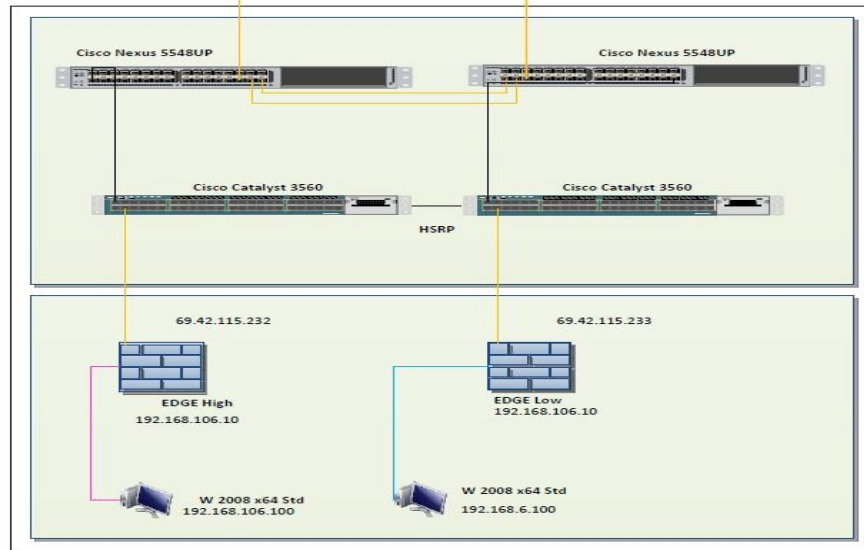 Cisco Nexus 5548UP
Cisco Nexus 5548UP
Cisco Catalyst 3560
Cisco Catalyst 3560
HSRP
69.42.115.232
69.42.115.233
EDGE High
192.168.106.10
EDGE Low
192.168.106.10
W 2008 x64 Std
192.168.106.100
W 2008 x64 Std
192.168.6.100